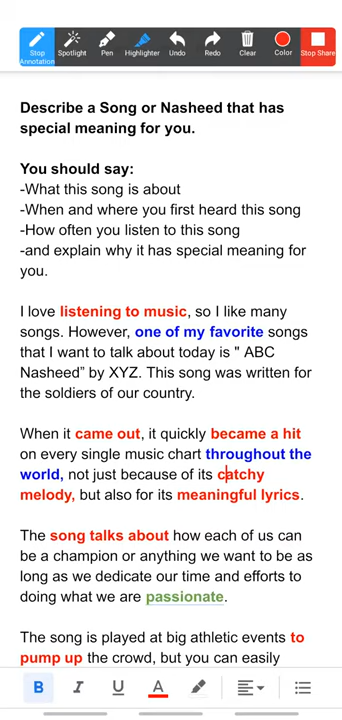 Stop Annotation
Spotlight
Pen
Highlighter
Undo
Redo
Clear
Color
Stop Share
Describe a Song or Nasheed that has
special meaning for you.
You should say:
-What this song is about
-When and where you first heard this song
-How often you listen to this song
-and explain why it has special meaning for
you.
I love listening to music, so I like many
songs. However, one of my favorite songs
that I want to talk about today is " ABC
Nasheed” by XYZ. This song was written for
the soldiers of our country.
When it came out, it quickly became a hit
on every single music chart throughout the
world, not just because of its catchy
melody, but also for its meaningful lyrics.
The song talks about how each of us can
be a champion or anything we want to be as
long as we dedicate our time and efforts to
doing what we are passionate.
The song is played at big athletic events to
pump up the crowd, but you can easily
B
I
U
A